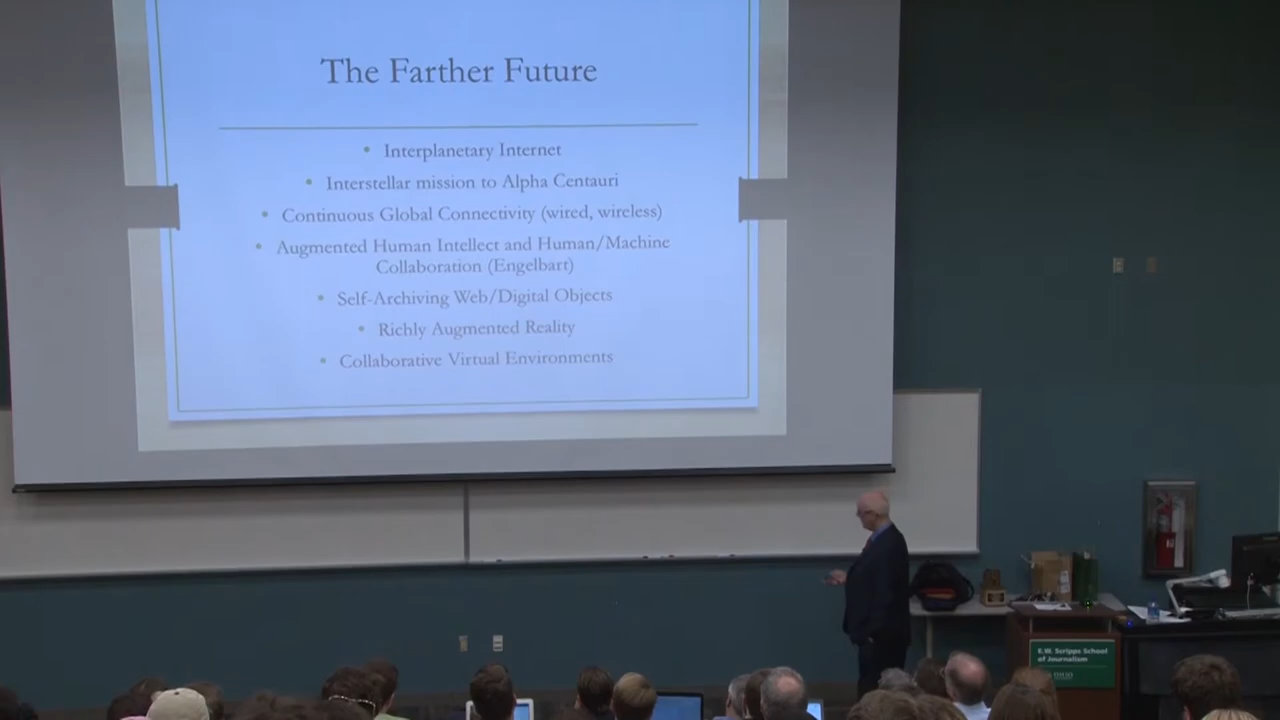 The Farther Future
• Interplanetary Internet
• Interstellar mission to Alpha Centauri
• Continuous Global Connectivity (wired, wireless)
• Augmented Human Intellect and Human/Machine
Collaboration (Engelbart)
• Self-Archiving Web/Digital Objects
• Richly Augmented Reality
• Collaborative Virtual Environments
E.W. Scripps School
of Journalism
OHIO